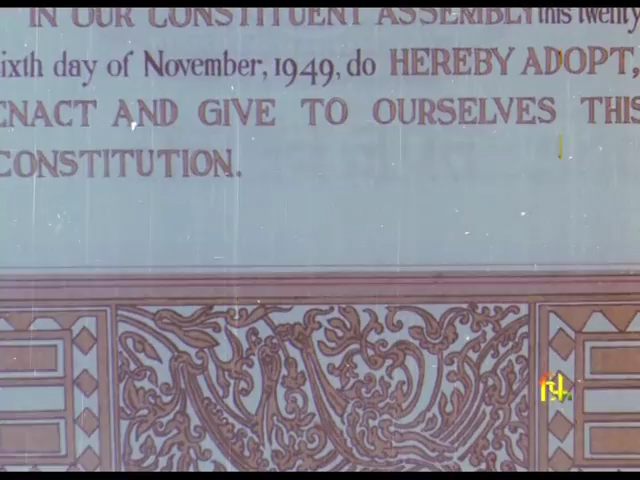 IN OUR CONSTITUENT ASSEMBLY this twenty
ixth day of November, 1949, do HEREBY ADOPT,
ENACT AND GIVE TO OURSELVES THIS
CONSTITUTION.